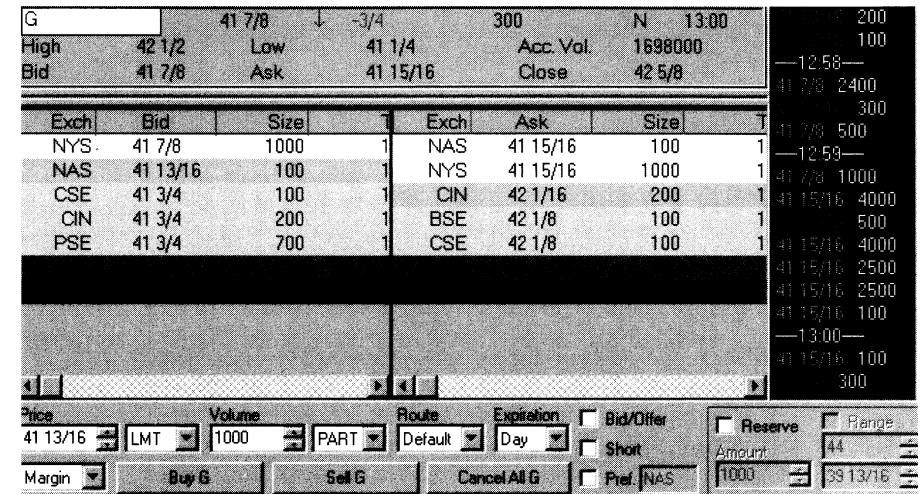 G 41 7/8 ↓ -3/4 300 N 13:00
High 42 1/2 Low 41 1/4 Acc. Vol. 1698000
Bid 41 7/8 Ask 41 15/16 Close 42 5/8
Exch Bid Size T Exch Ask Size T
NYS 41 7/8 1000 1 NAS 41 15/16 100 1
NAS 41 13/16 100 1 NYS 41 15/16 1000 1
CSE 41 3/4 100 1 CIN 42 1/16 200 1
CIN 41 3/4 200 1 BSE 42 1/8 100 1
PSE 41 3/4 700 1 CSE 42 1/8 100 1
200
100
12:58
41 7/8 2400
300
41 7/8 500
12:59
41 7/8 1000
41 15/16 4000
500
41 15/16 4000
41 15/16 2500
41 15/16 2500
41 15/16 100
13:00
41 15/16 100
300
Price Volume Route Expiration Bid/Offer Reserve Range
41 13/16 LMT 1000 PART Default Day Short Amount 44
Margin Buy G Sell G Cancel All G Pref. NAS 1000 39 13/16